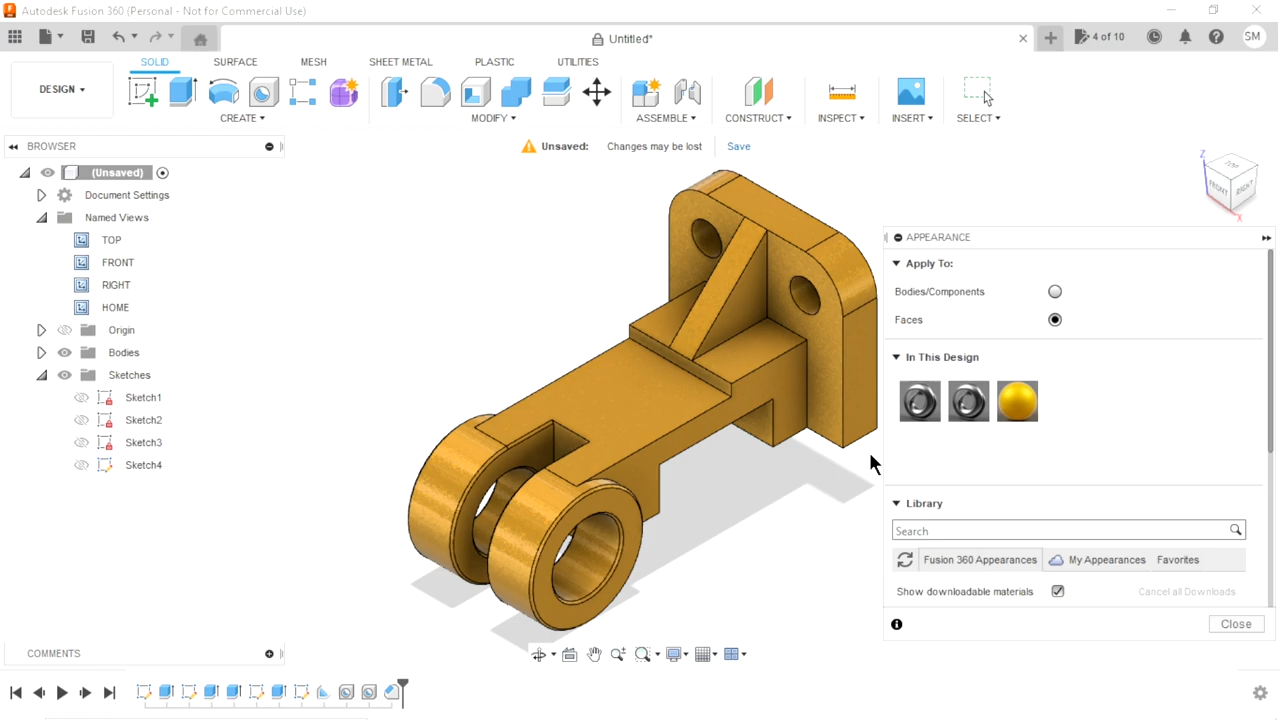 Autodesk Fusion 360 (Personal - Not for Commercial Use)
Untitled*
4 of 10
SM
DESIGN
SOLID SURFACE MESH SHEET METAL PLASTIC UTILITIES
CREATE MODIFY ASSEMBLE CONSTRUCT INSPECT INSERT SELECT
BROWSER
Unsaved: Changes may be lost Save
(Unsaved)
Document Settings
Named Views
TOP
FRONT
RIGHT
HOME
Origin
Bodies
Sketches
Sketch1
Sketch2
Sketch3
Sketch4
Z
TOP
FRONT
RIGHT
X
APPEARANCE
Apply To:
Bodies/Components
Faces
In This Design
Library
Search
Fusion 360 Appearances My Appearances Favorites
Show downloadable materials Cancel all Downloads
Close
COMMENTS